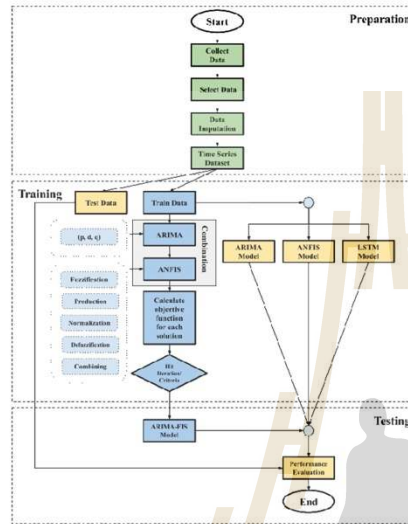 Start
Preparation
Collect
Data
Select Data
Data
Imputation
Time Series
Dataset
Training
Test Data
Train Data
(p, d, q)
ARIMA
ANFIS
Combination
ARIMA
Model
ANFIS
Model
LSTM
Model
Fuzzification
Production
Normalization
Defuzzification
Combining
Calculate
objective
function
for each
solution
Iteration/
Criteria
ARIMA-FIS
Model
Testing
Performance
Evaluation
End